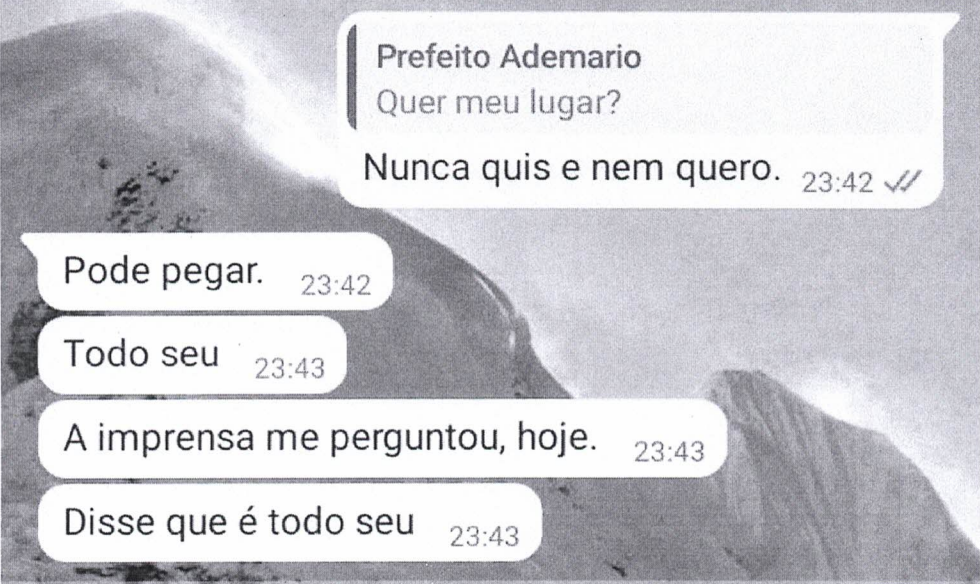 Prefeito Ademario
Quer meu lugar?
Nunca quis e nem quero. 23:42
Pode pegar. 23:42
Todo seu 23:43
A imprensa me perguntou, hoje. 23:43
Disse que é todo seu 23:43